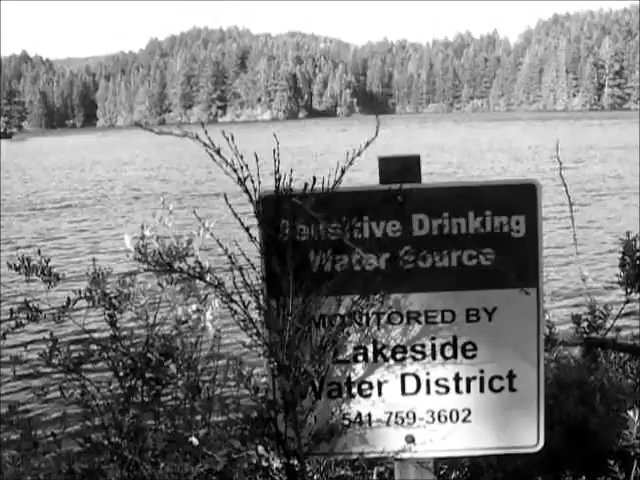 Sensitive Drinking
Water Source
MONITORED BY
Lakeside
Water District
541-759-3602